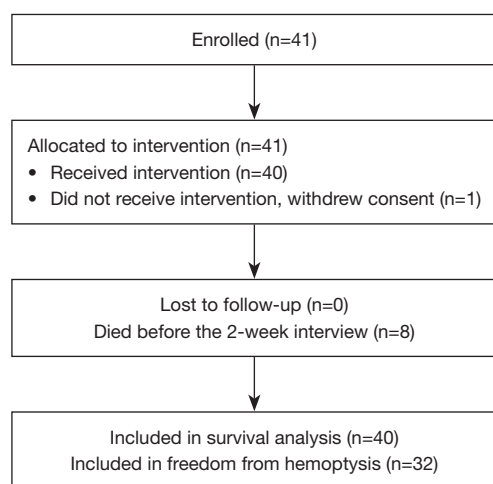 Enrolled (n=41)
Allocated to intervention (n=41)
• Received intervention (n=40)
• Did not receive intervention, withdrew consent (n=1)
Lost to follow-up (n=0)
Died before the 2-week interview (n=8)
Included in survival analysis (n=40)
Included in freedom from hemoptysis (n=32)